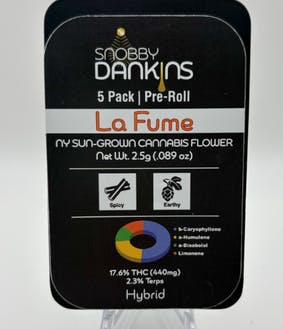 SNOBBY
DANKINS
5 Pack | Pre-Roll
La Fume
NY SUN-GROWN CANNABIS FLOWER
Net Wt. 2.5g (.089 oz)
Spicy
Earthy
b-Caryophyllene
a-Humulene
a-Bisabolol
Limonene
17.6% THC (440mg)
2.3% Terps
Hybrid